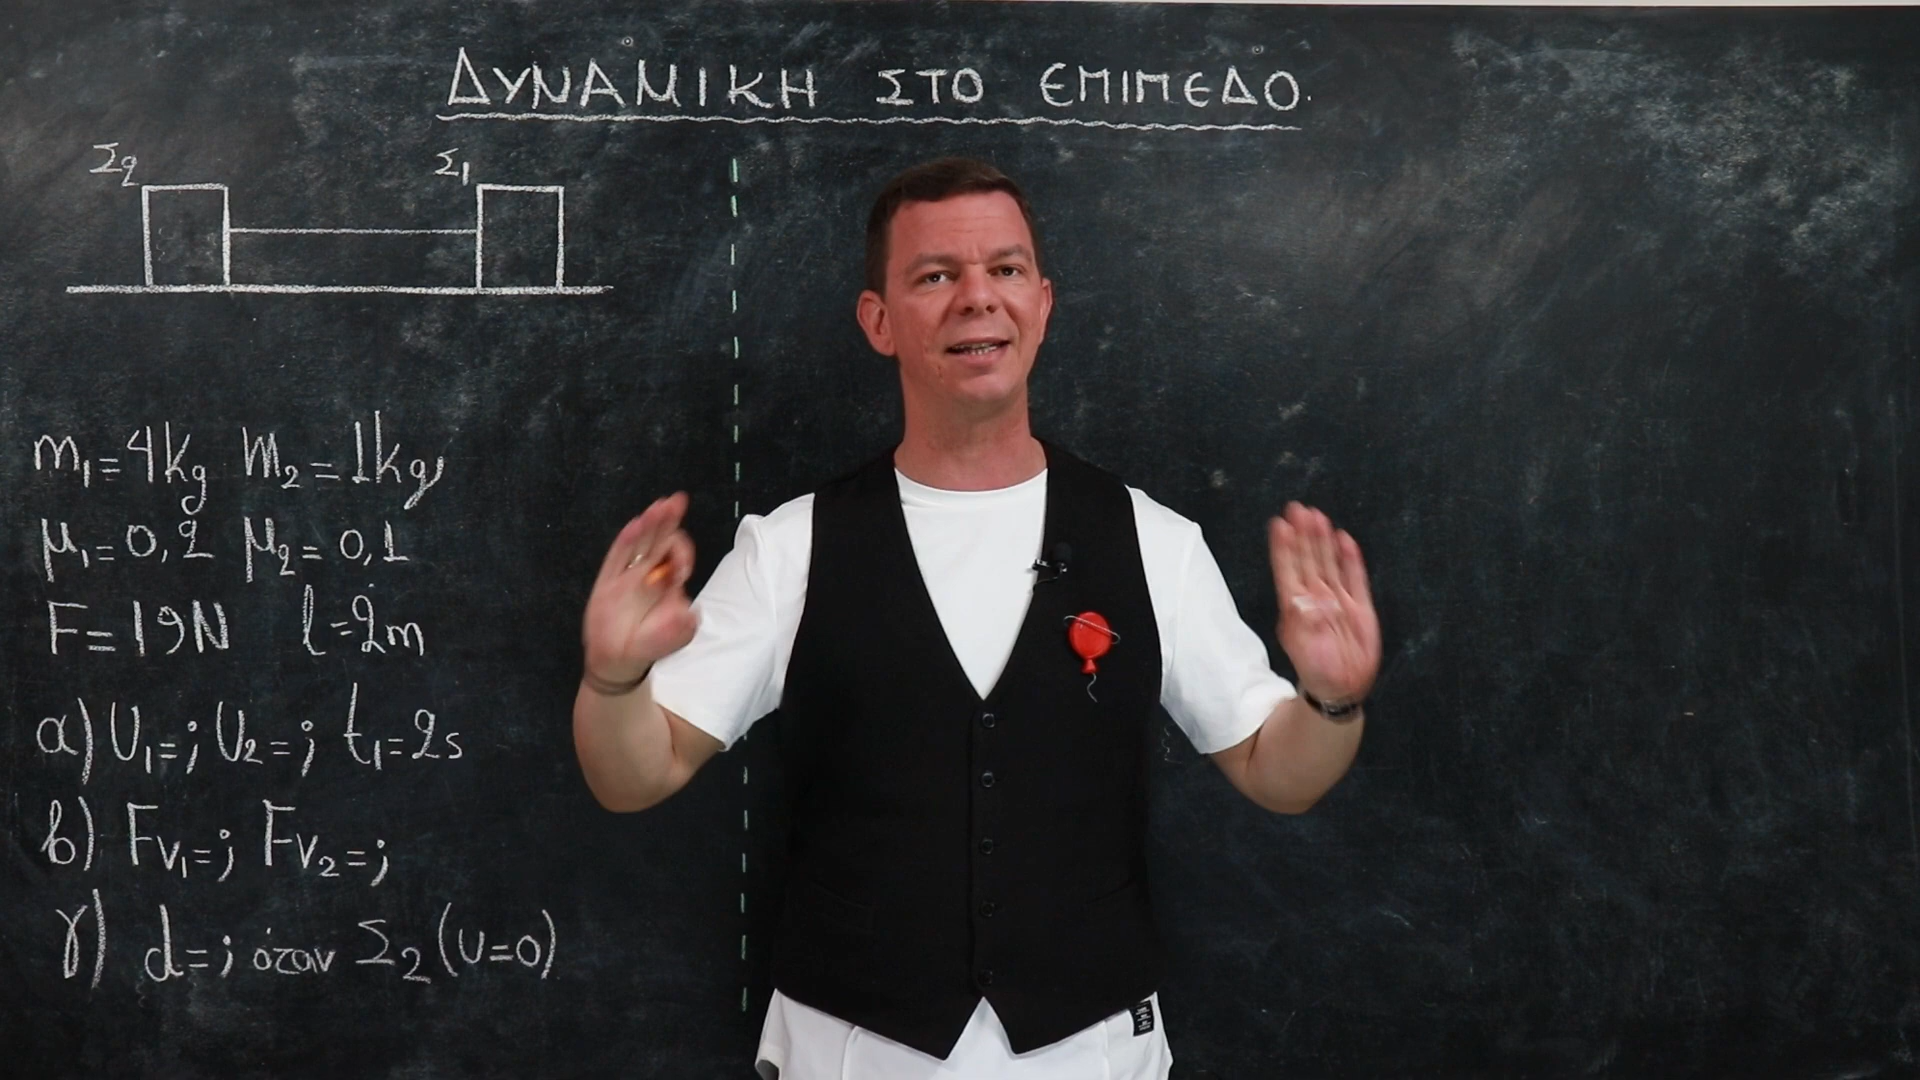 ΔΥΝΑΜΙΚΗ ΣΤΟ ΕΠΙΠΕΔΟ.
Σ2 Σ1
m1=4kg m2=1kg
μ1=0,2 μ2=0,1
F=19N l=2m
α) υ1=; υ2=; t1=2s
β) Fν1=; Fν2=;
γ) d=; όταν Σ2 (υ=0)